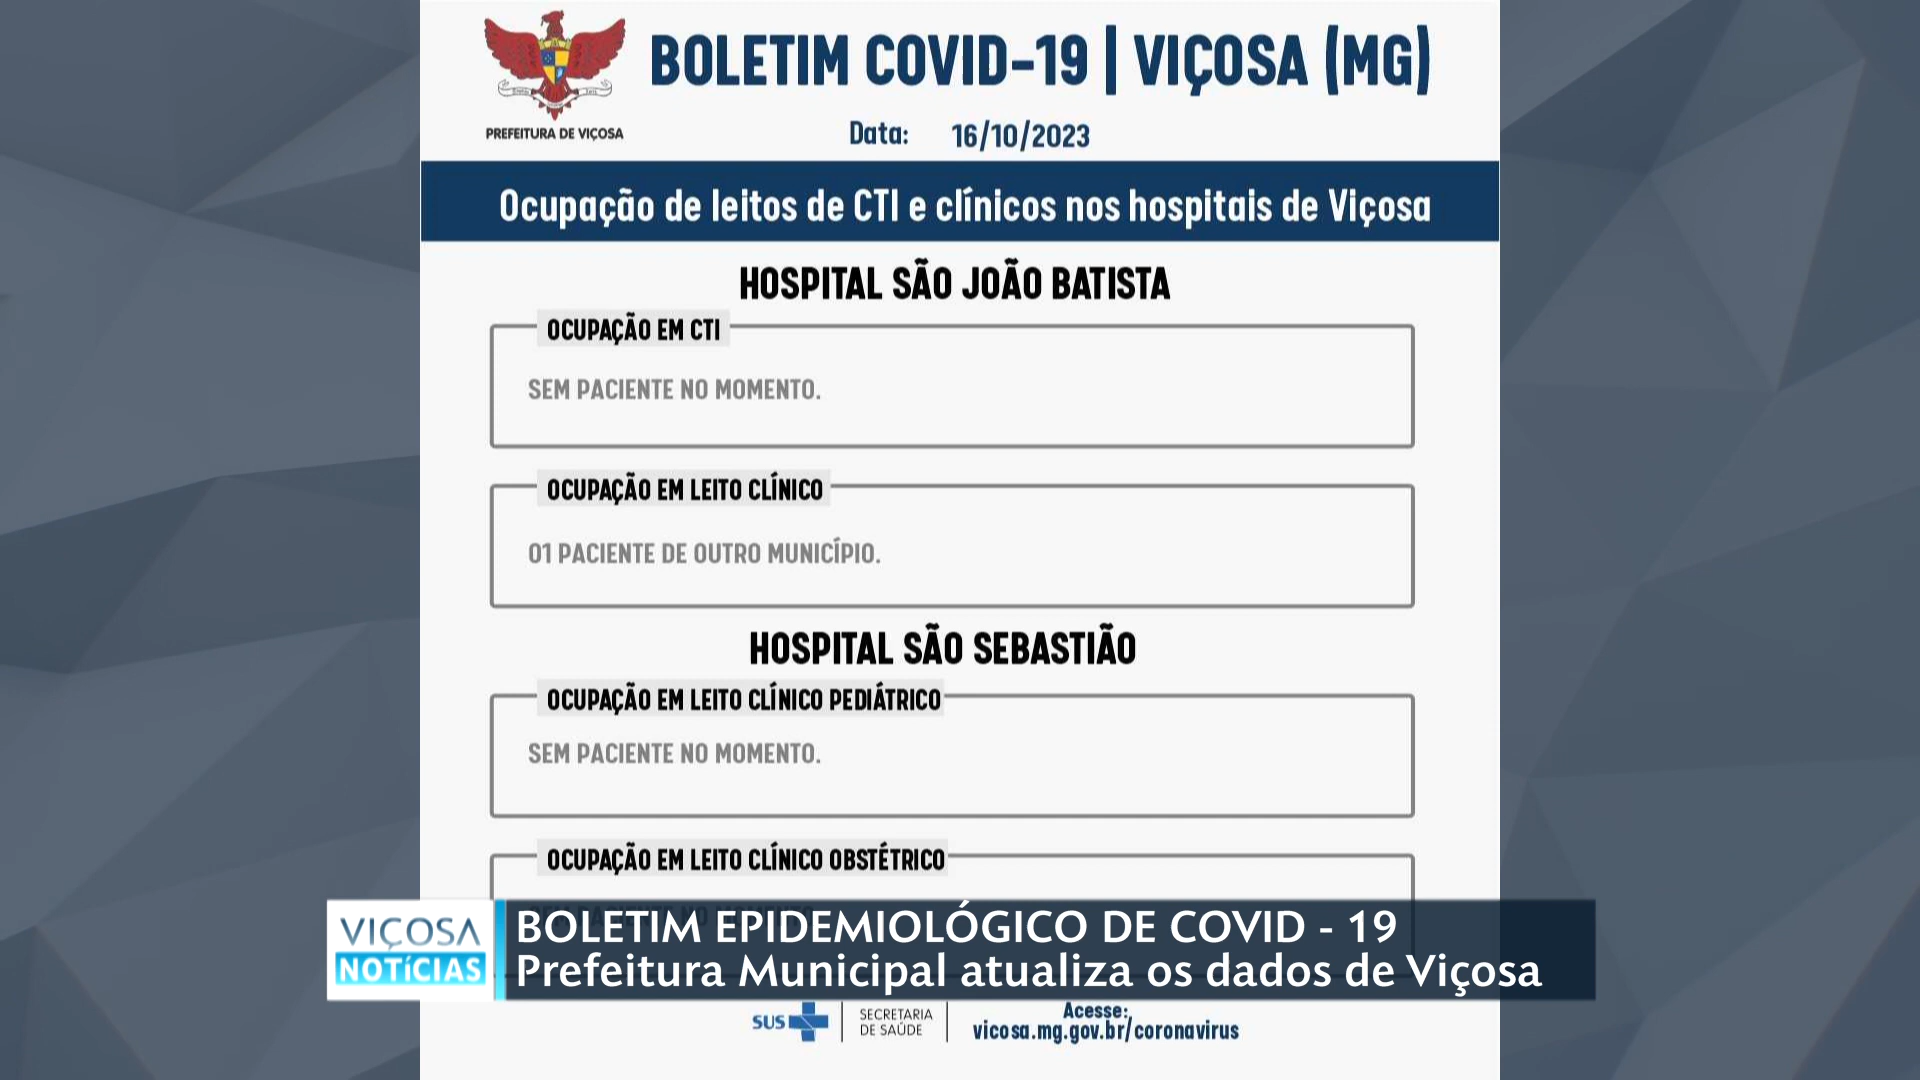 BOLETIM COVID-19 | VIÇOSA (MG)
PREFEITURA DE VIÇOSA
Data: 16/10/2023
Ocupação de leitos de CTI e clínicos nos hospitais de Viçosa
HOSPITAL SÃO JOÃO BATISTA
OCUPAÇÃO EM CTI
SEM PACIENTE NO MOMENTO.
OCUPAÇÃO EM LEITO CLÍNICO
01 PACIENTE DE OUTRO MUNICÍPIO.
HOSPITAL SÃO SEBASTIÃO
OCUPAÇÃO EM LEITO CLÍNICO PEDIÁTRICO
SEM PACIENTE NO MOMENTO.
OCUPAÇÃO EM LEITO CLÍNICO OBSTÉTRICO
VIÇOSA
NOTÍCIAS
BOLETIM EPIDEMIOLÓGICO DE COVID - 19
Prefeitura Municipal atualiza os dados de Viçosa
SUS
SECRETARIA
DE SAÚDE
Acesse:
vicosa.mg.gov.br/coronavirus